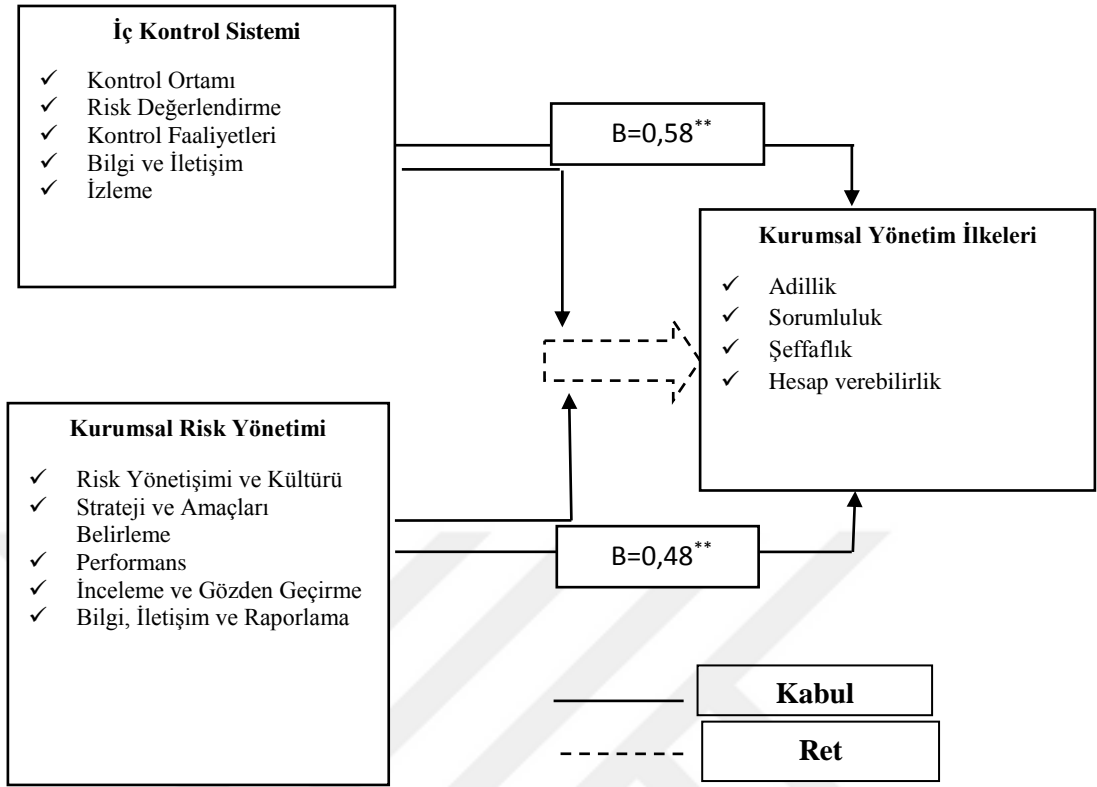 İç Kontrol Sistemi
✓ Kontrol Ortamı
✓ Risk Değerlendirme
✓ Kontrol Faaliyetleri
✓ Bilgi ve İletişim
✓ İzleme
B=0,58**
Kurumsal Yönetim İlkeleri
✓ Adillik
✓ Sorumluluk
✓ Şeffaflık
✓ Hesap verebilirlik
Kurumsal Risk Yönetimi
✓ Risk Yönetişimi ve Kültürü
✓ Strateji ve Amaçları
Belirleme
✓ Performans
✓ İnceleme ve Gözden Geçirme
✓ Bilgi, İletişim ve Raporlama
B=0,48**
Kabul
Ret